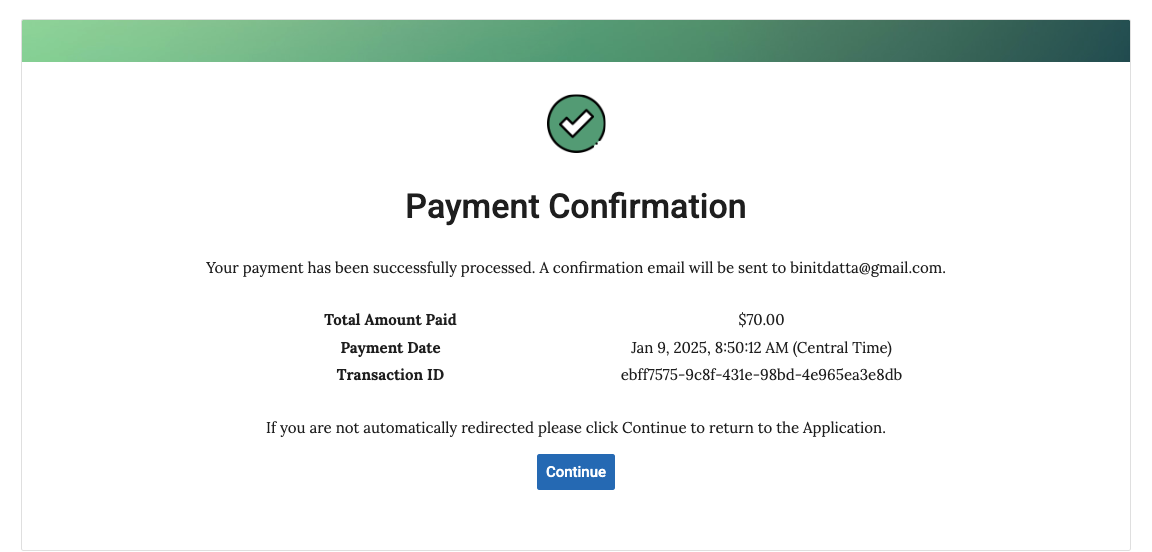 Payment Confirmation
Your payment has been successfully processed. A confirmation email will be sent to binitdatta@gmail.com.
Total Amount Paid $70.00
Payment Date Jan 9, 2025, 8:50:12 AM (Central Time)
Transaction ID ebff7575-9c8f-431e-98bd-4e965ea3e8db
If you are not automatically redirected please click Continue to return to the Application.
Continue